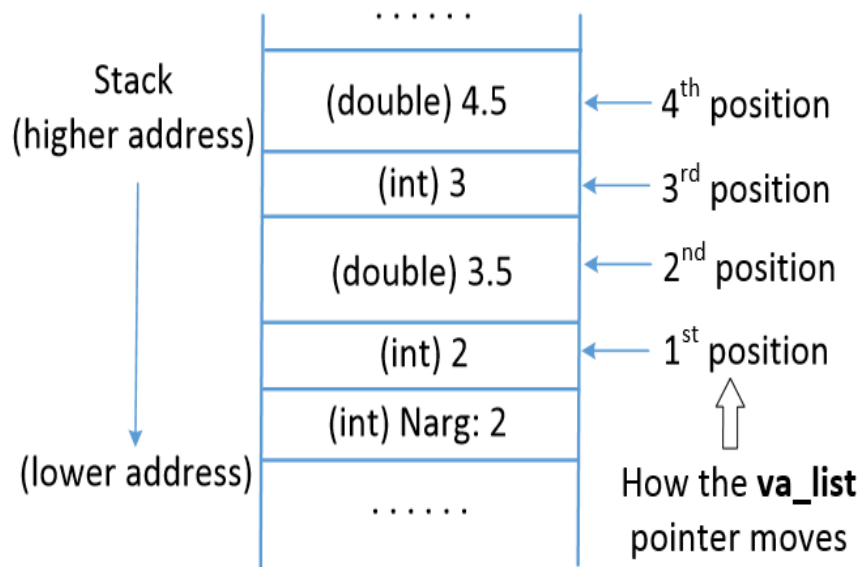 . . . . . .
Stack
(higher address)
(double) 4.5
4th position
(int) 3
3rd position
(double) 3.5
2nd position
(int) 2
1st position
(int) Narg: 2
(lower address)
. . . . . .
How the va_list
pointer moves